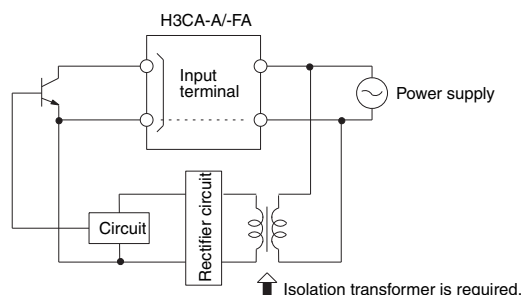 H3CA-A/-FA
Input
terminal
Power supply
Circuit
Rectifier circuit
Isolation transformer is required.